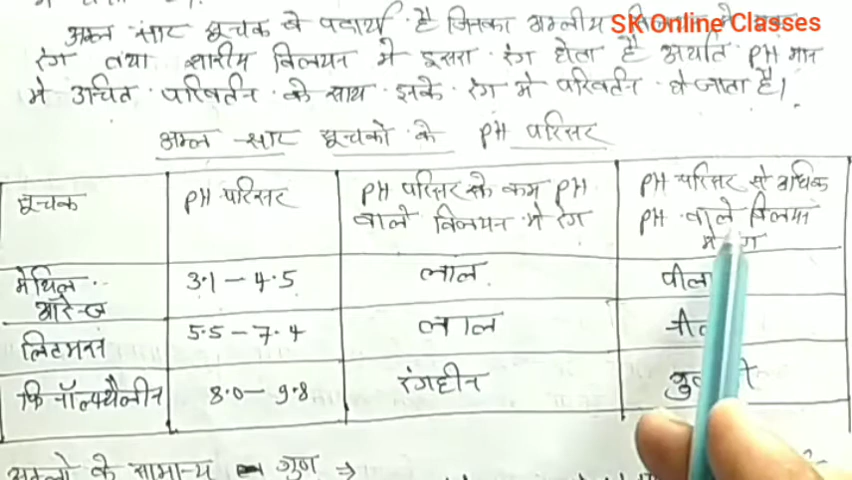 SK Online Classes
अम्ल क्षार सूचक वे पदार्थ है जिनका अम्लीय
रंग तथा क्षारीय विलयन मे दूसरा रंग होता है अर्थात PH मान
मे उचित परिवर्तन के साथ इनके रंग मे परिवर्तन हो जाता है।
अम्ल क्षार सूचको के PH परिसर
सूचक
PH परिसर
PH परिसर से कम PH
वाले विलयन मे रंग
PH परिसर से अधिक
PH वाले विलयन
मे
मेथिल
ऑरेन्ज
3.1 – 4.5
लाल
लिटमस
5.5 – 7.4
लाल
फिनॉल्फ्थैलीन
8.0 – 9.8
रंगहीन
अम्लो के सामान्य गुण →